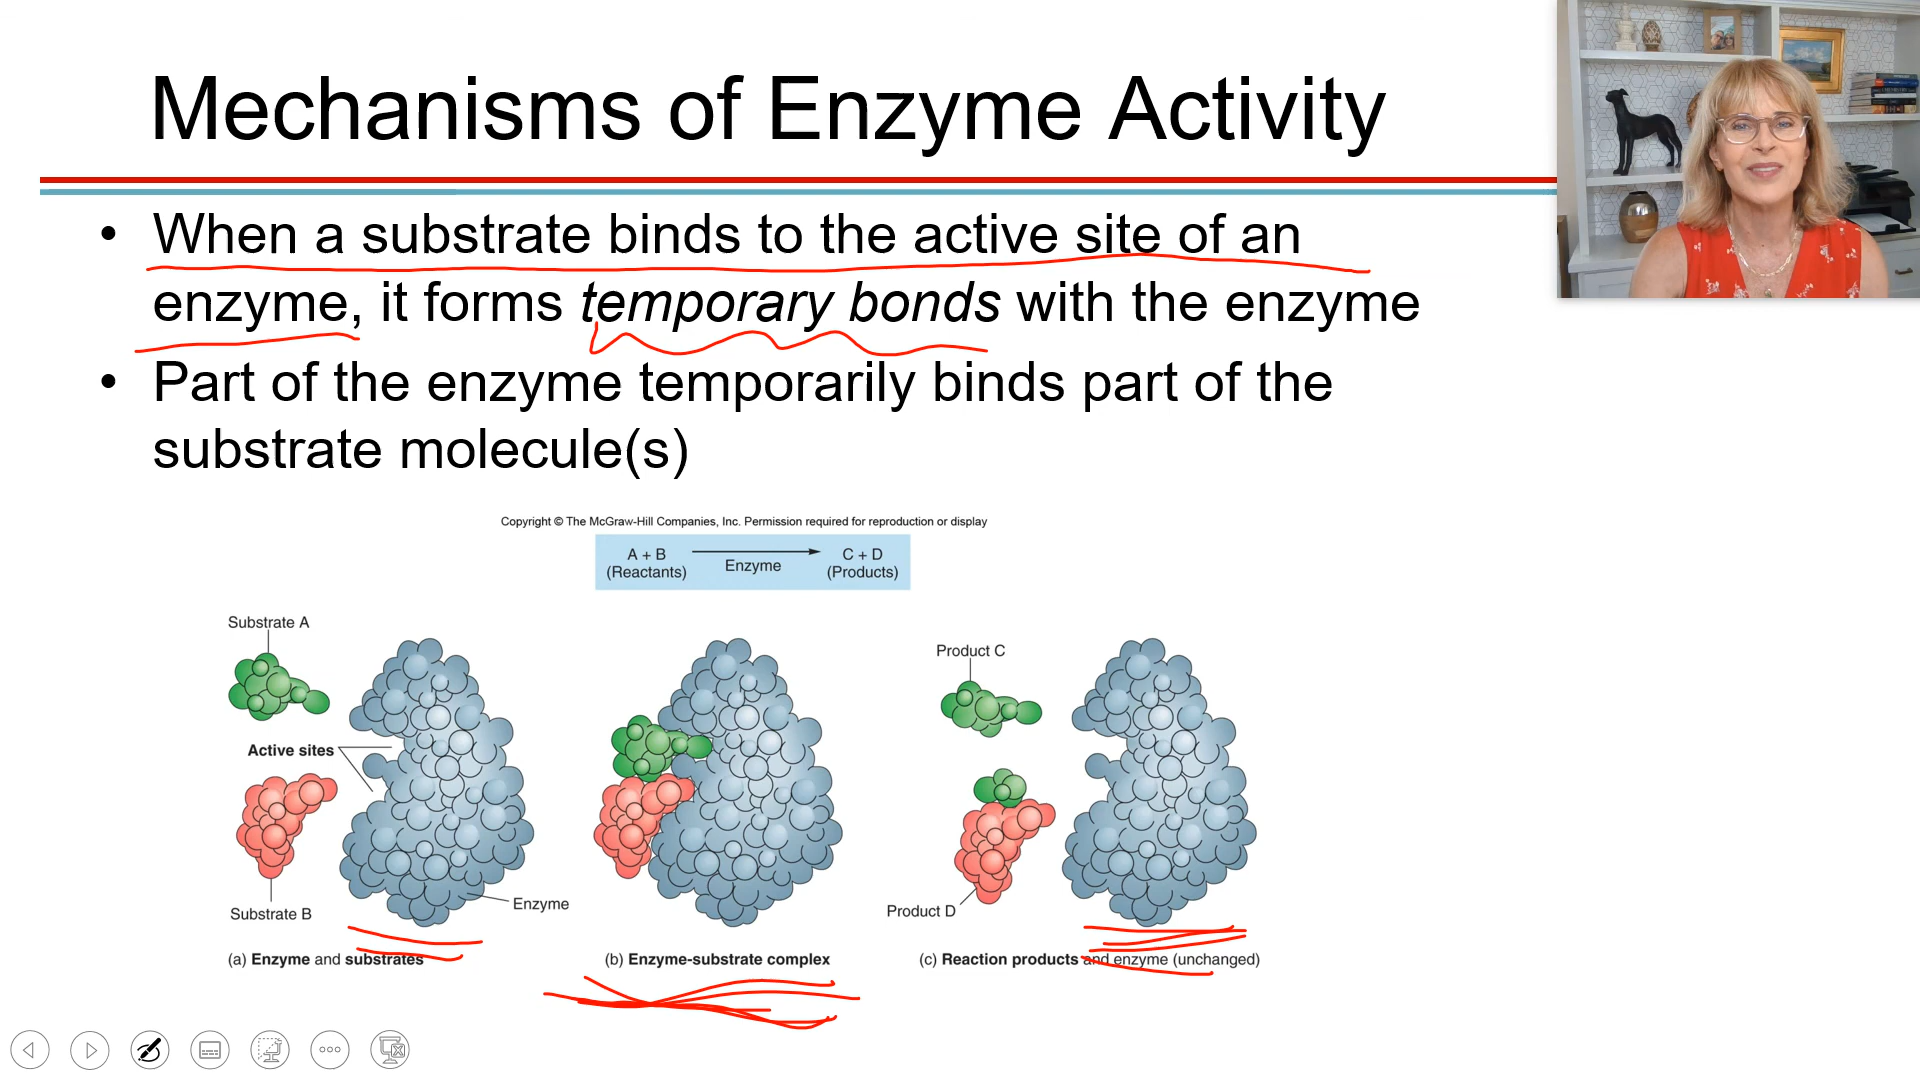 Mechanisms of Enzyme Activity
• When a substrate binds to the active site of an
enzyme, it forms temporary bonds with the enzyme
• Part of the enzyme temporarily binds part of the
substrate molecule(s)
Copyright © The McGraw-Hill Companies, Inc. Permission required for reproduction or display
A + B
(Reactants)
Enzyme
C + D
(Products)
Substrate A
Active sites
Substrate B
Enzyme
(a) Enzyme and substrates
(b) Enzyme-substrate complex
Product C
Product D
(c) Reaction products and enzyme (unchanged)